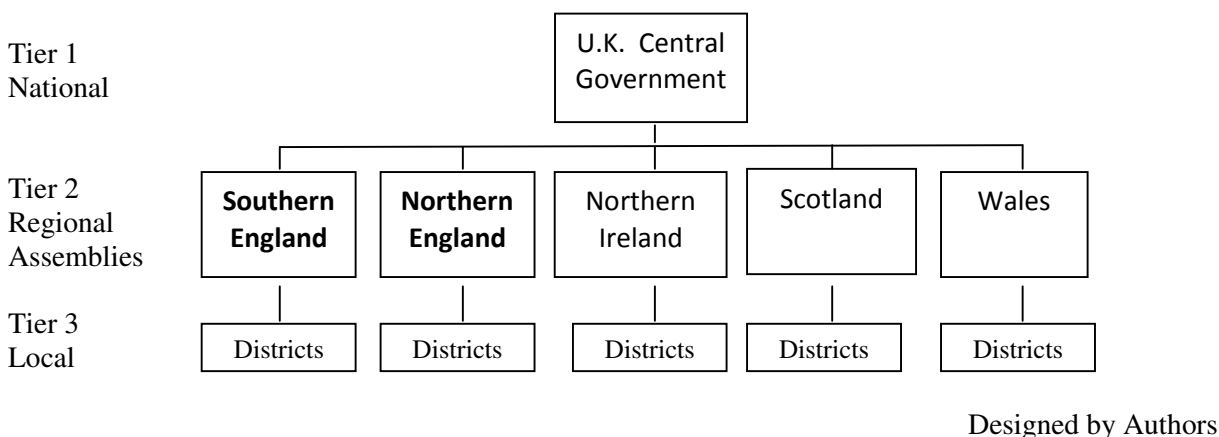 Tier 1
National
U.K. Central
Government
Tier 2
Regional
Assemblies
Southern
England
Northern
England
Northern
Ireland
Scotland
Wales
Tier 3
Local
Districts
Districts
Districts
Districts
Districts
Designed by Authors